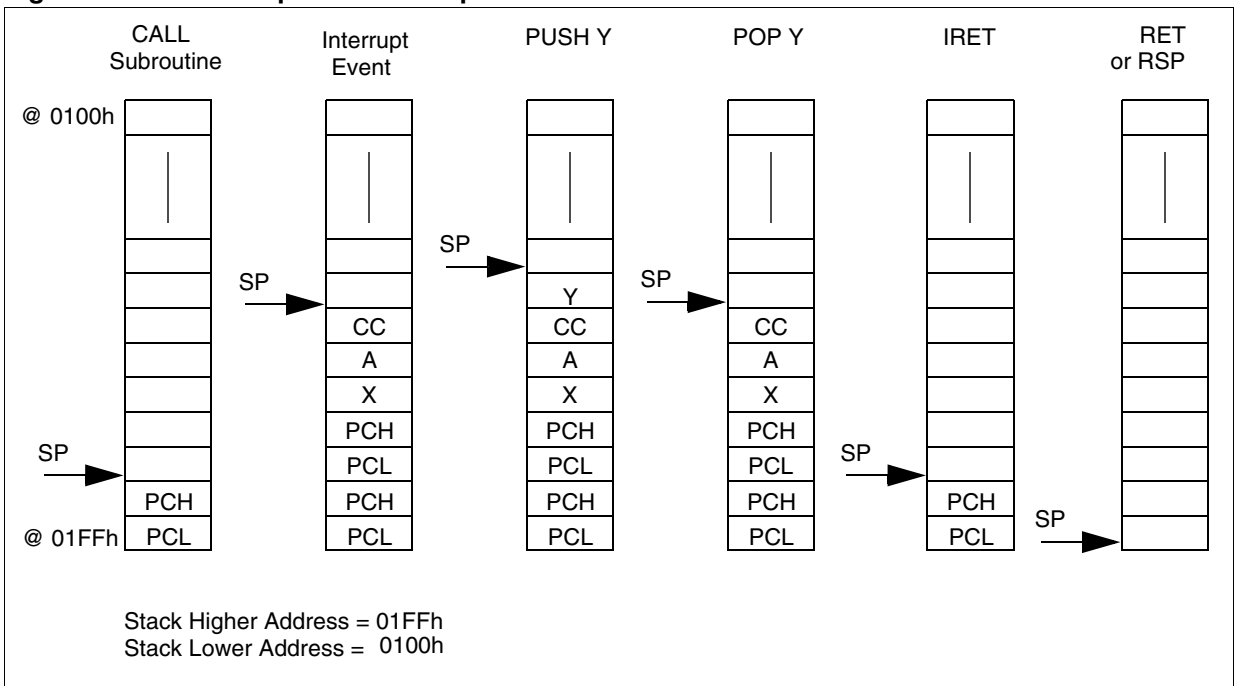 CALL
Subroutine
Interrupt
Event
PUSH Y
POP Y
IRET
RET
or RSP
@ 0100h
SP
PCH
@ 01FFh
PCL
SP
CC
A
X
PCH
PCL
PCH
PCL
SP
Y
CC
A
X
PCH
PCL
PCH
PCL
SP
CC
A
X
PCH
PCL
PCH
PCL
SP
PCH
PCL
SP
Stack Higher Address = 01FFh
Stack Lower Address = 0100h